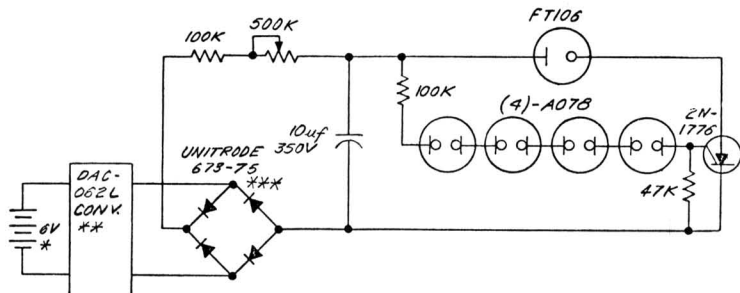 500K
FT106
100K
100K
(4)-A078
2N-
1776
10uf
350V
UNITRODE
673-75
***
DAC-
062L
CONV.
**
47K
6V
*